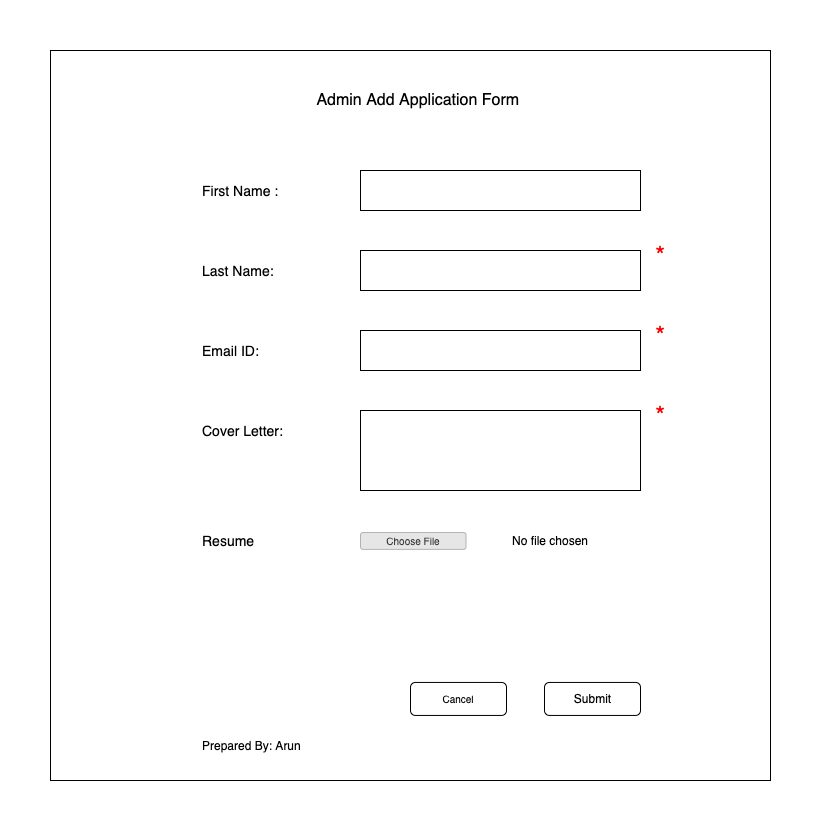 Admin Add Application Form
First Name :
*
Last Name:
*
Email ID:
*
Cover Letter:
Resume Choose File No file chosen
Cancel Submit
Prepared By: Arun